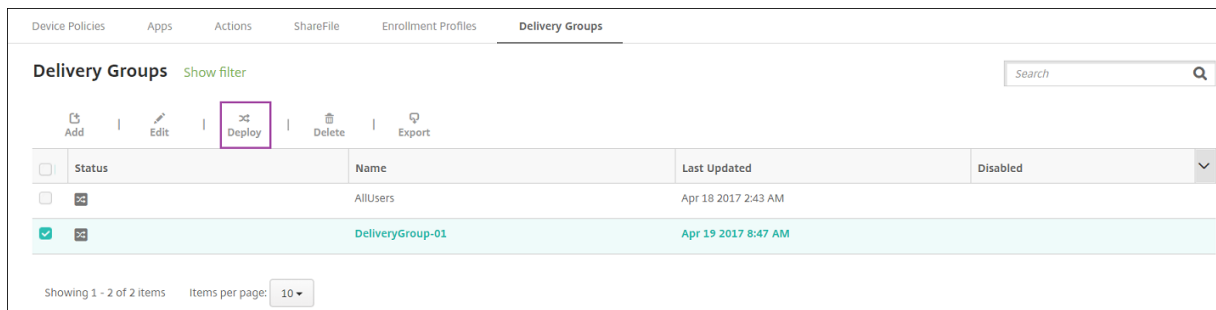 Device Policies Apps Actions ShareFile Enrollment Profiles Delivery Groups
Delivery Groups Show filter
Search
Add | Edit | Deploy | Delete | Export
Status Name Last Updated Disabled
AllUsers Apr 18 2017 2:43 AM
DeliveryGroup-01 Apr 19 2017 8:47 AM
Showing 1 - 2 of 2 items Items per page: 10